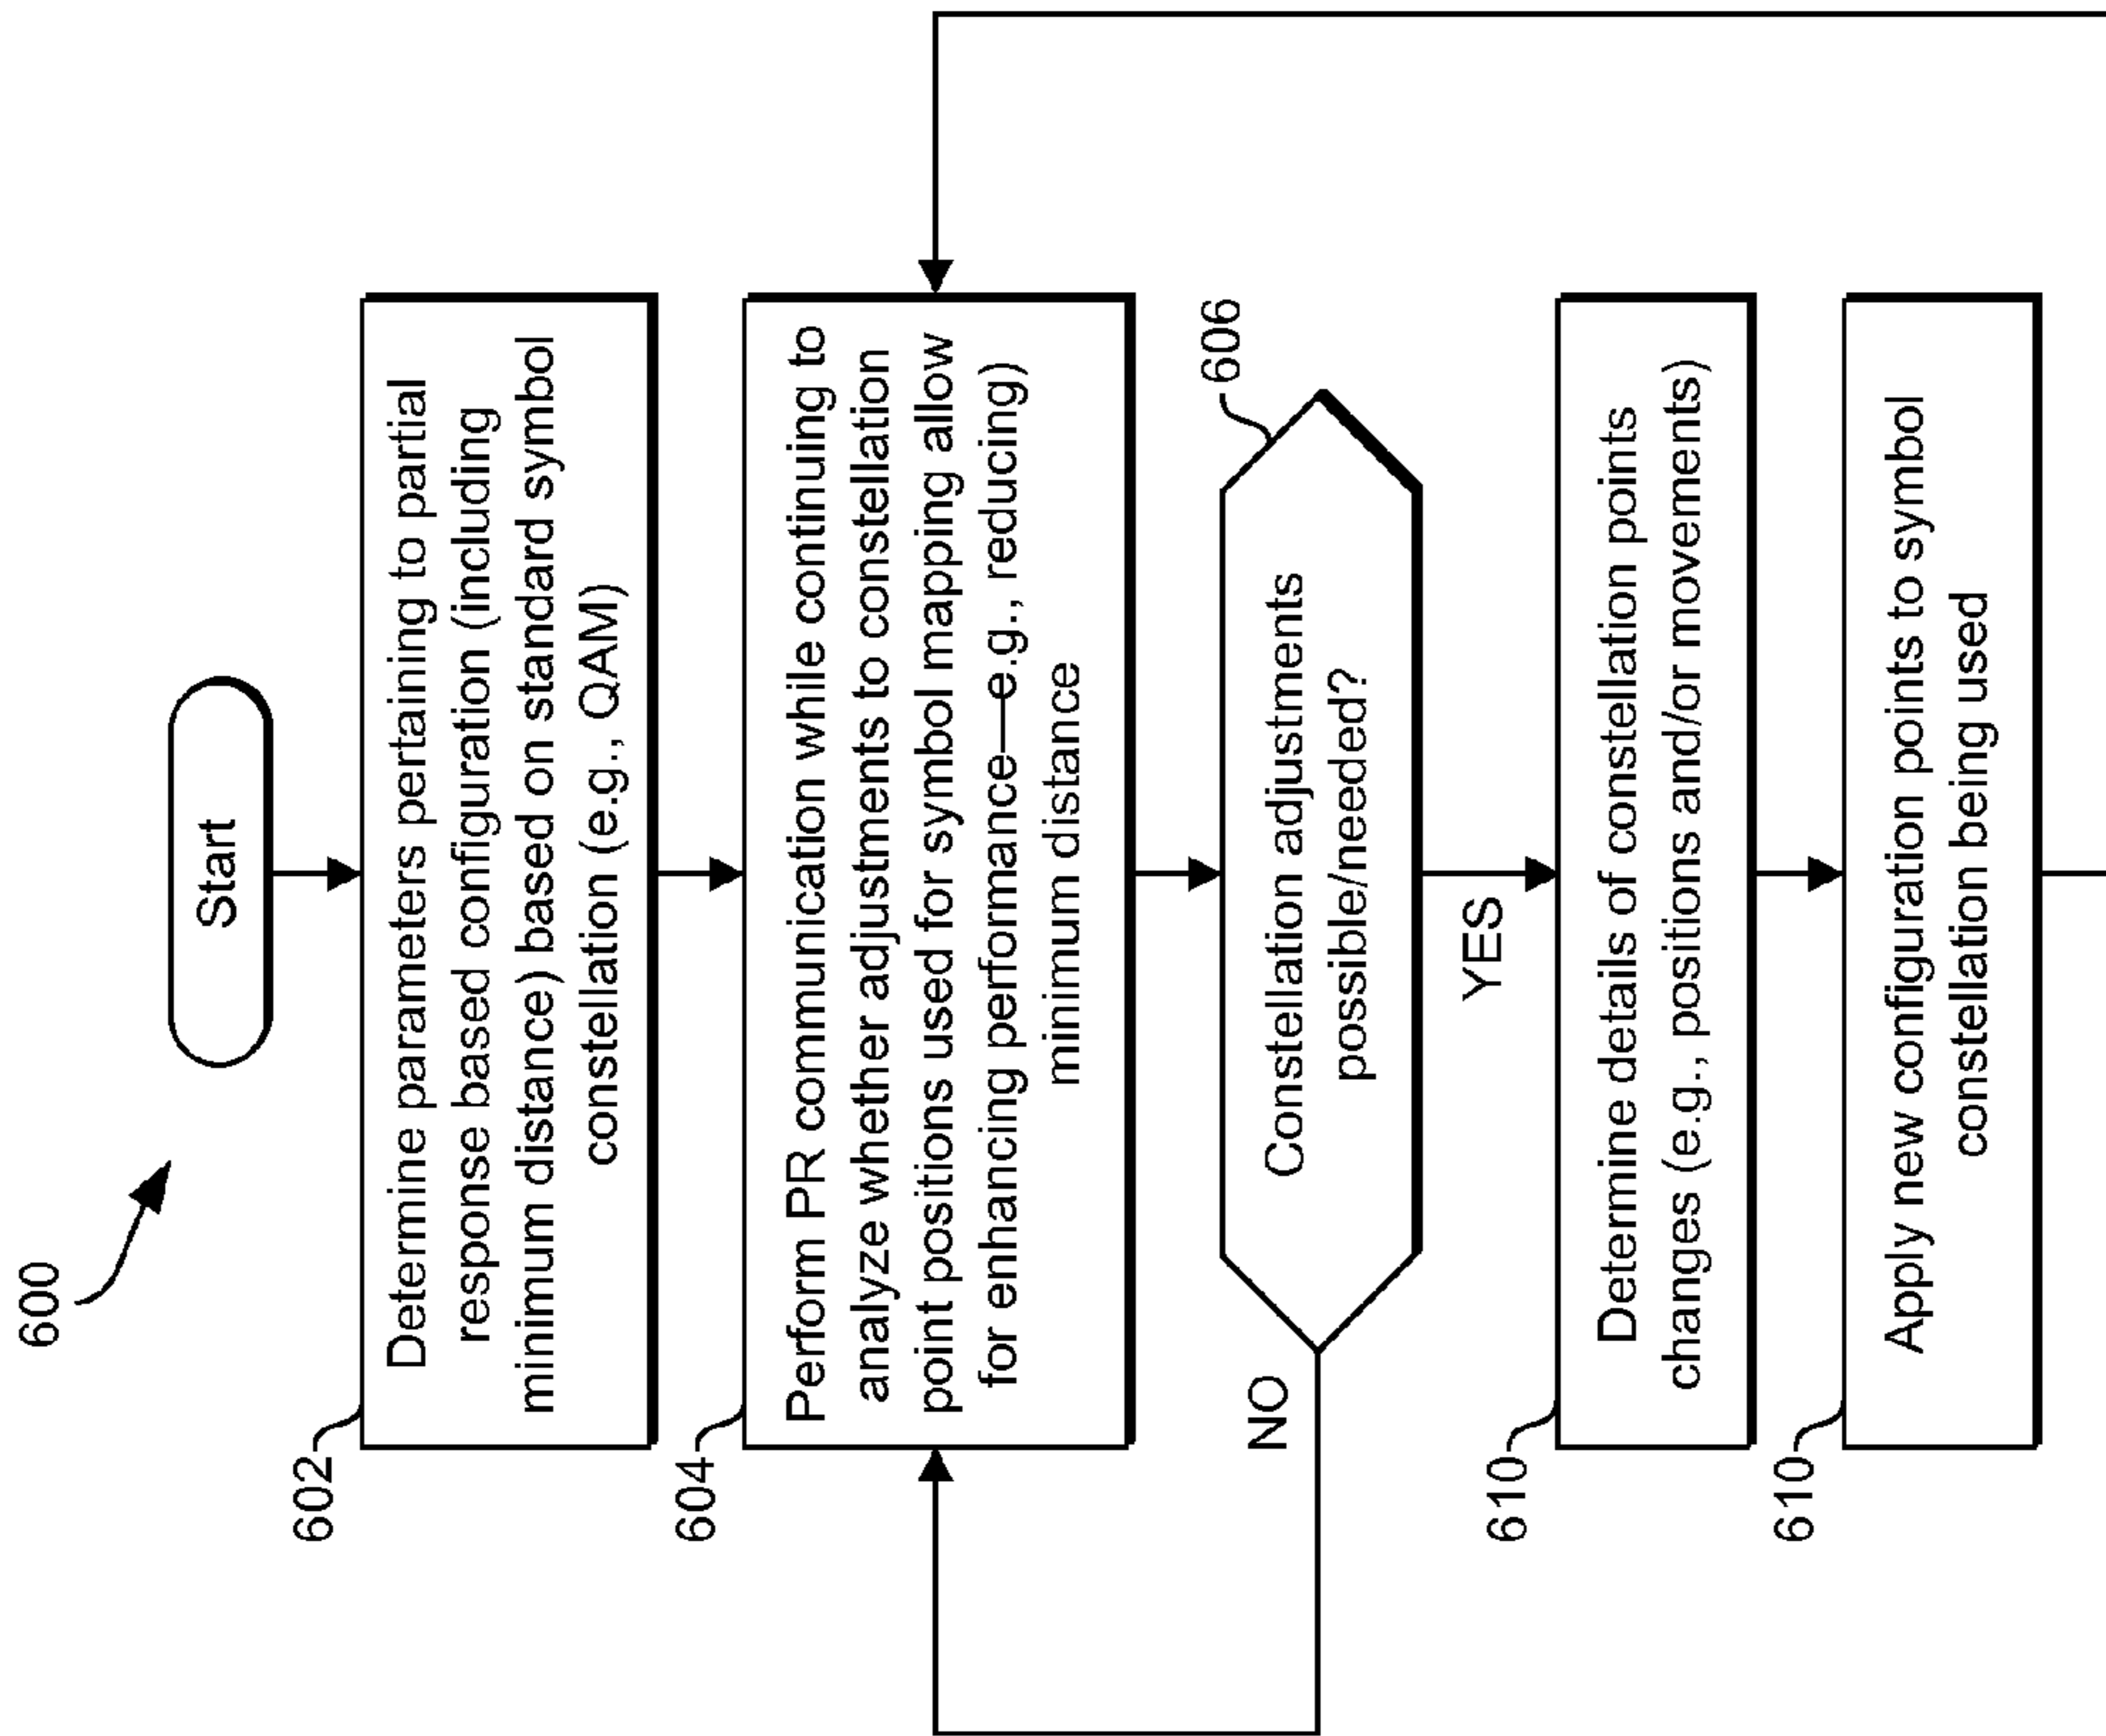 600
Start
602
Determine parameters pertaining to partial
response based configuration (including
minimum distance) based on standard symbol
constellation (e.g., QAM)
604
Perform PR communication while continuing to
analyze whether adjustments to constellation
point positions used for symbol mapping allow
for enhancing performance—e.g., reducing)
minimum distance
606
Constellation adjustments
possible/needed?
NO
YES
610
Determine details of constellation points
changes (e.g., positions and/or movements)
610
Apply new configuration points to symbol
constellation being used